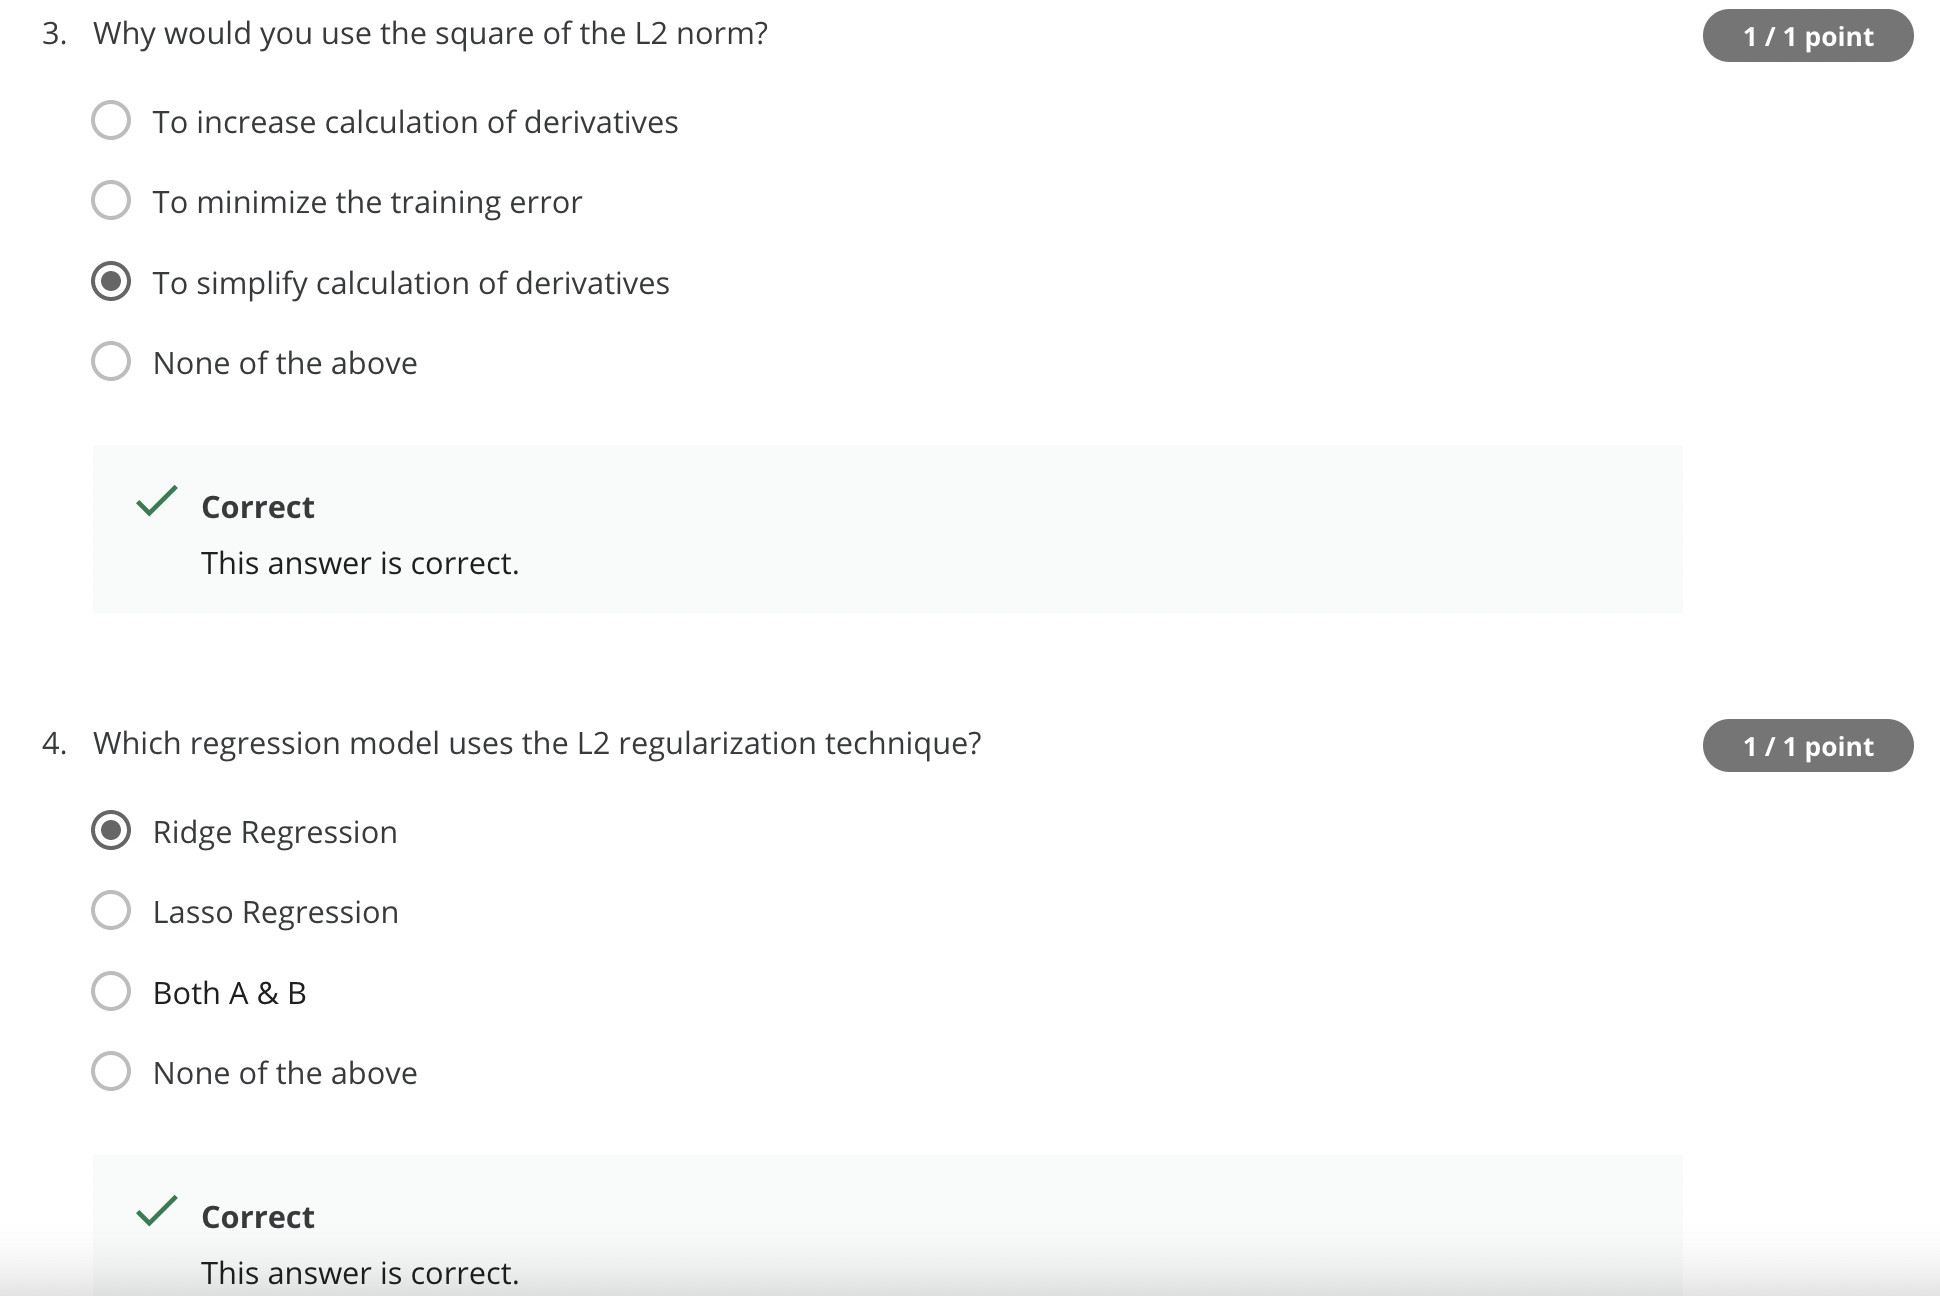 3. Why would you use the square of the L2 norm?
1 / 1 point
To increase calculation of derivatives
To minimize the training error
To simplify calculation of derivatives
None of the above
Correct
This answer is correct.
4. Which regression model uses the L2 regularization technique?
1 / 1 point
Ridge Regression
Lasso Regression
Both A & B
None of the above
Correct
This answer is correct.